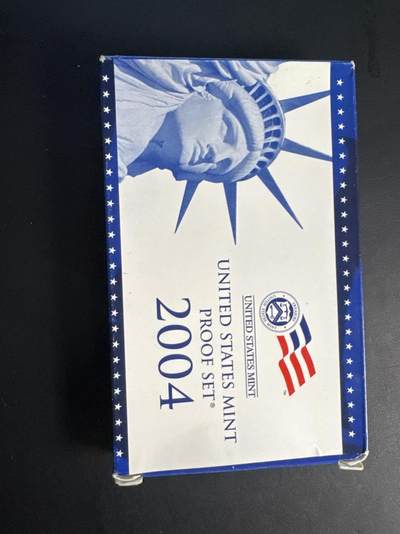 UNITED STATES MINT
UNITED STATES MINT
PROOF SET®
2004